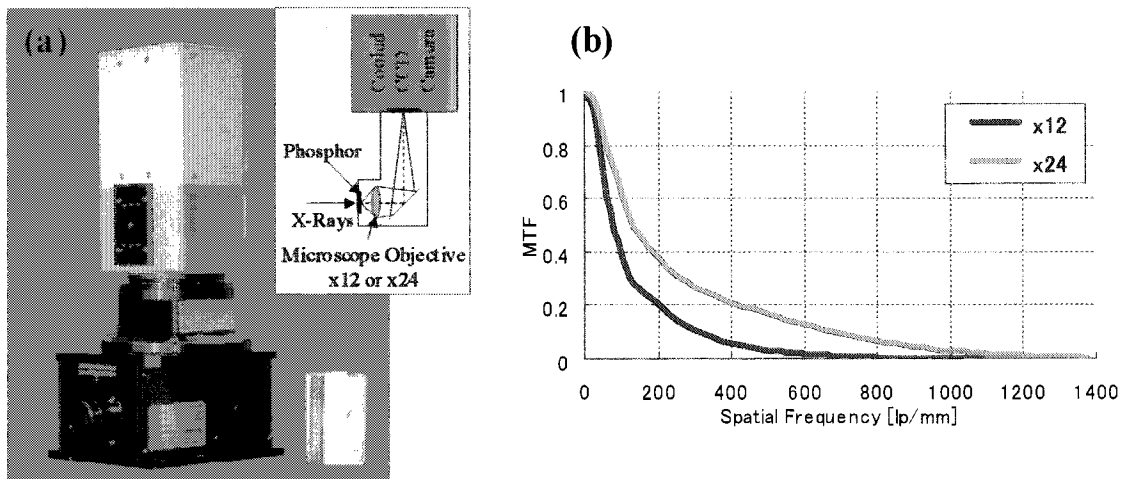 (a)
Cooled
CCD
Camera
Phosphor
X-Rays
Microscope Objective
x12 or x24
(b)
MTF
1
0.8
0.6
0.4
0.2
0
0 200 400 600 800 1000 1200 1400
Spatial Frequency [lp/mm]
x12
x24